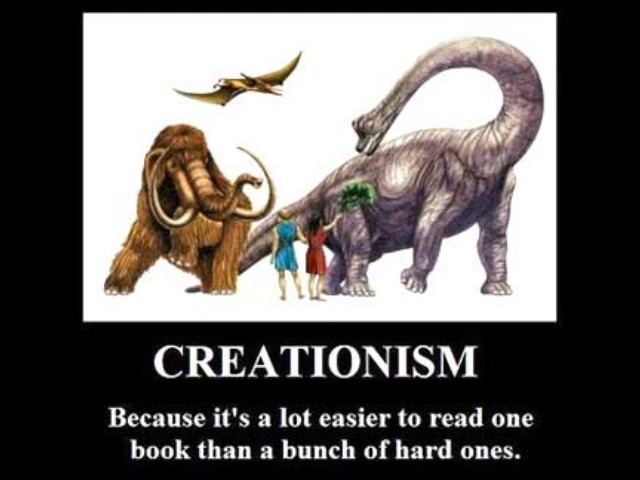 CREATIONISM
Because it's a lot easier to read one
book than a bunch of hard ones.